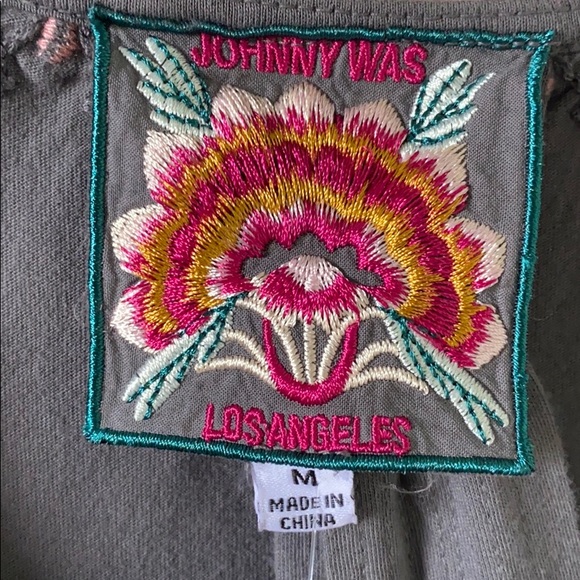 JOHNNY WAS
LOS ANGELES
M
MADE IN
CHINA